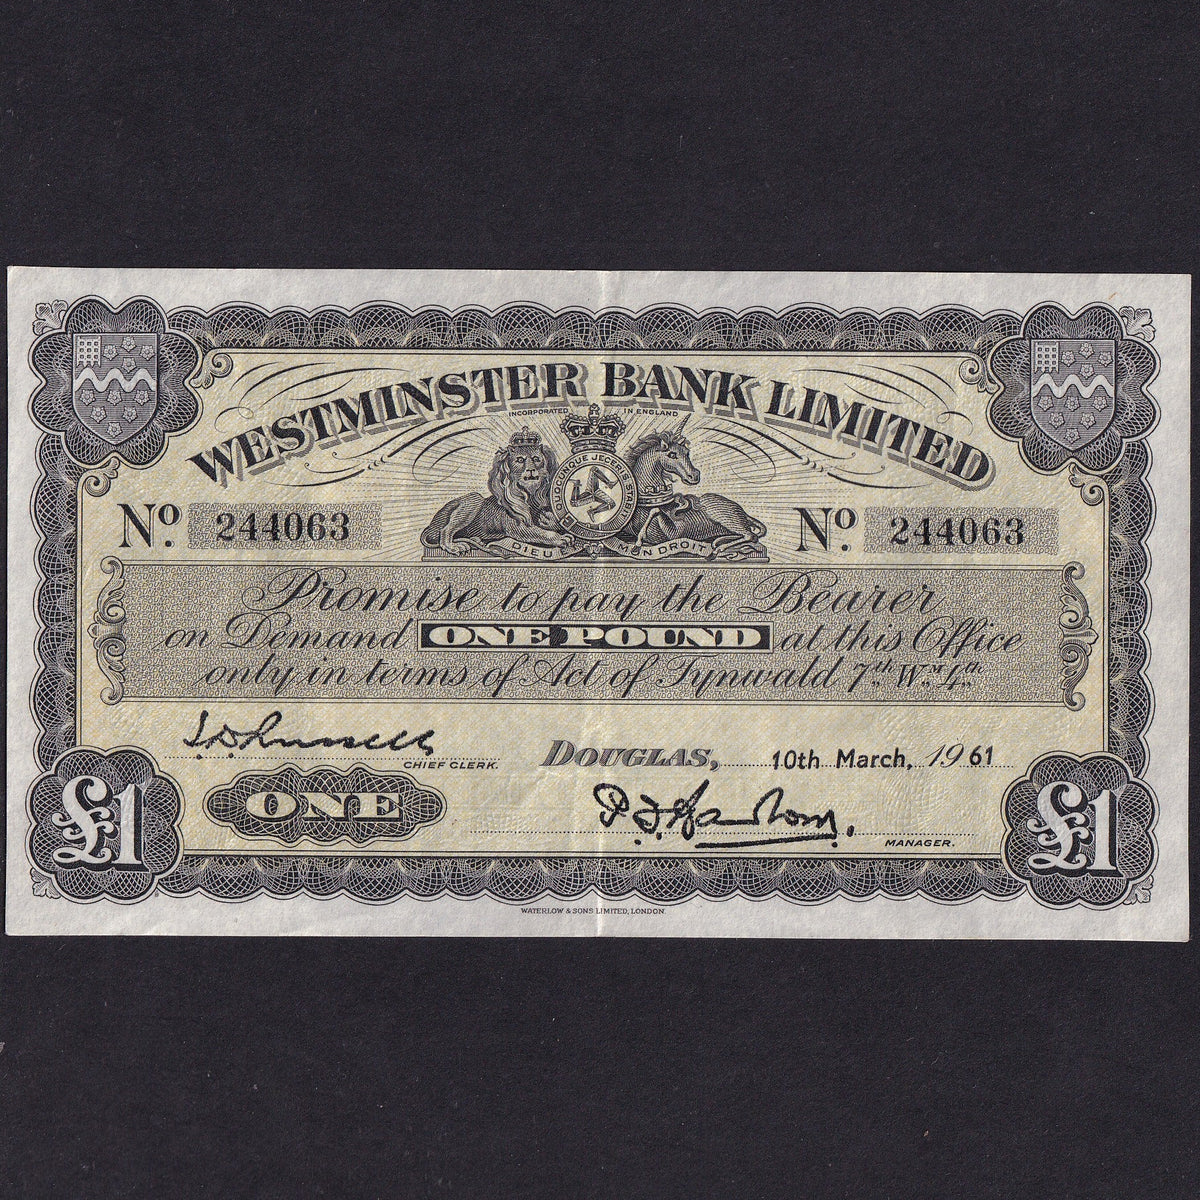 WESTMINSTER BANK LIMITED
INCORPORATED IN ENGLAND
QUOCUNQUE JECERIS STABIT
DIEU ET MON DROIT
No. 244063 No. 244063
Promise to pay the Bearer
on Demand ONE POUND at this Office
only in terms of Act of Tynwald 7th Wm 4th
CHIEF CLERK.
DOUGLAS, 10th March, 1961
ONE
£1 £1
MANAGER.
WATERLOW & SONS LIMITED, LONDON.